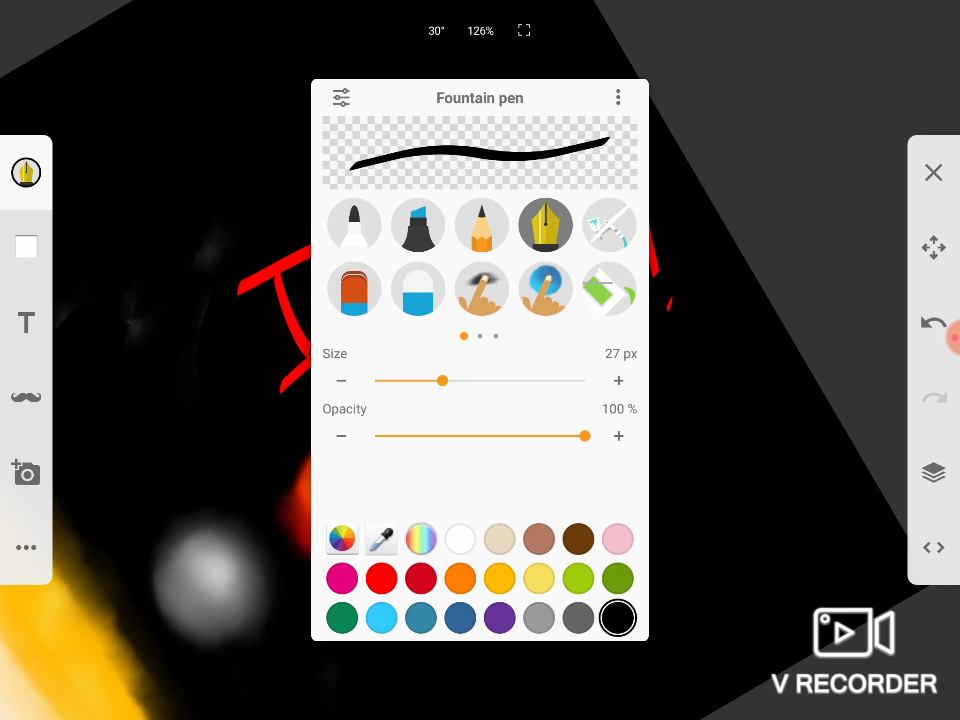 30° 126%
Fountain pen
T
Size 27 px
Opacity 100 %
V RECORDER